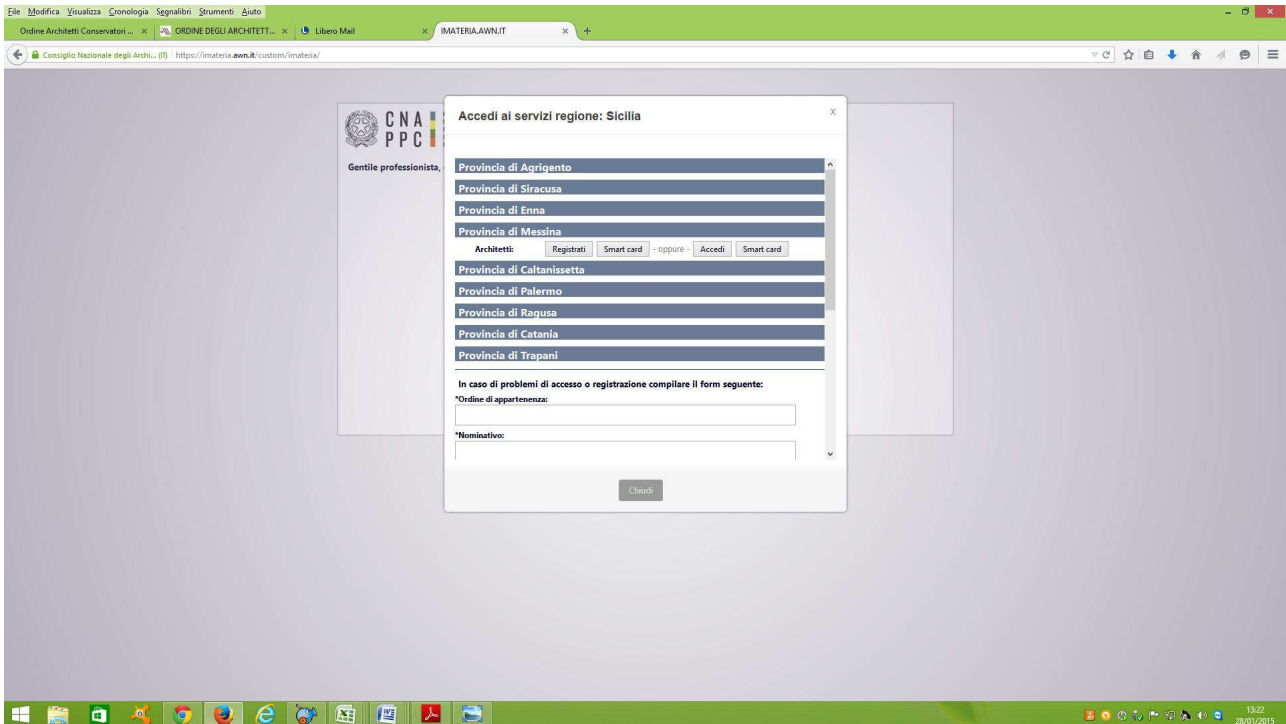 File Modifica Visualizza Cronologia Segnalibri Strumenti Aiuto
Ordine Architetti Conservatori ... × ORDINE DEGLI ARCHITETT... × Libero Mail × IMATERIA.AWN.IT × +
Consiglio Nazionale degli Archi... (IT) https://imateria.awn.it/custom/imateria/
CNA
PPC
Gentile professionista,
Accedi ai servizi regione: Sicilia
x
Provincia di Agrigento
Provincia di Siracusa
Provincia di Enna
Provincia di Messina
Architetti: Registrati Smart card - oppure - Accedi Smart card
Provincia di Caltanissetta
Provincia di Palermo
Provincia di Ragusa
Provincia di Catania
Provincia di Trapani
In caso di problemi di accesso o registrazione compilare il form seguente:
*Ordine di appartenenza:
*Nominativo:
Chiudi
13:22
28/01/2015